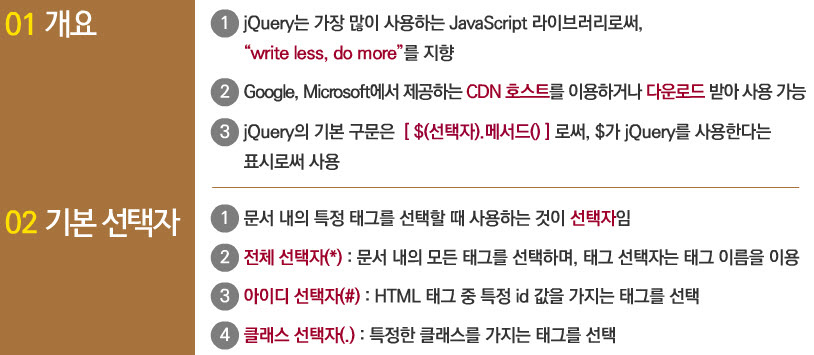 01 개요
1 jQuery는 가장 많이 사용하는 JavaScript 라이브러리로써,
“write less, do more”를 지향
2 Google, Microsoft에서 제공하는 CDN 호스트를 이용하거나 다운로드 받아 사용 가능
3 jQuery의 기본 구문은 [ $(선택자).메서드() ] 로써, $가 jQuery를 사용한다는
표시로써 사용
02 기본 선택자
1 문서 내의 특정 태그를 선택할 때 사용하는 것이 선택자임
2 전체 선택자(*) : 문서 내의 모든 태그를 선택하며, 태그 선택자는 태그 이름을 이용
3 아이디 선택자(#) : HTML 태그 중 특정 id 값을 가지는 태그를 선택
4 클래스 선택자(.) : 특정한 클래스를 가지는 태그를 선택